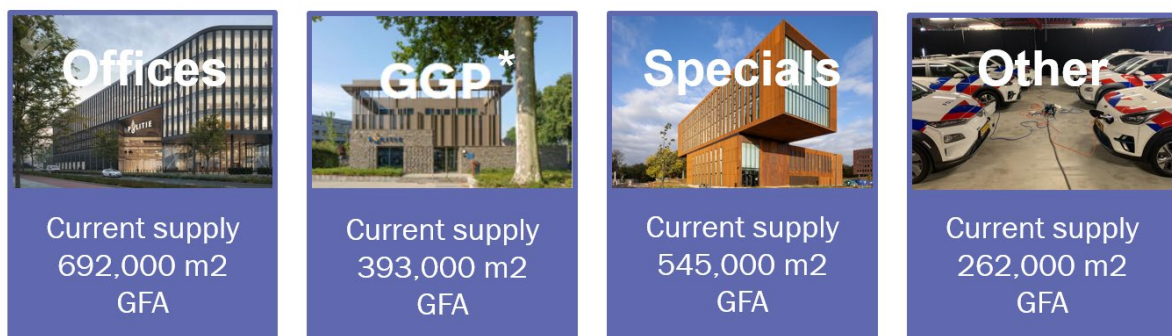 Offices
POLITIE
Current supply
692,000 m2
GFA
GGP*
Current supply
393,000 m2
GFA
Specials
Current supply
545,000 m2
GFA
Other
Current supply
262,000 m2
GFA